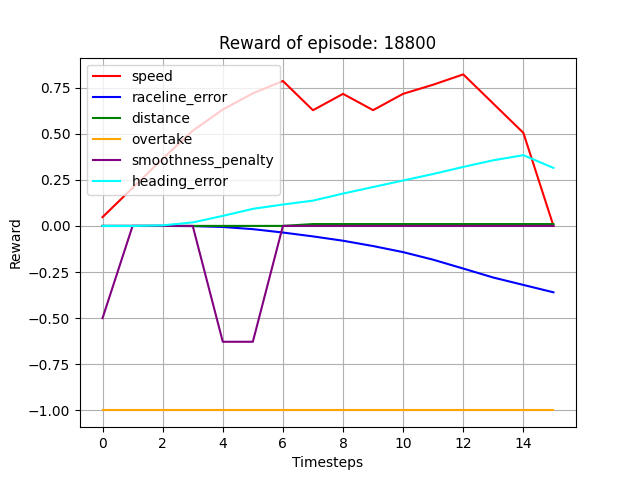 Reward of episode: 18800
speed
raceline_error
distance
overtake
smoothness_penalty
heading_error
0.75
0.50
0.25
0.00
−0.25
−0.50
−0.75
−1.00
Reward
0 2 4 6 8 10 12 14
Timesteps